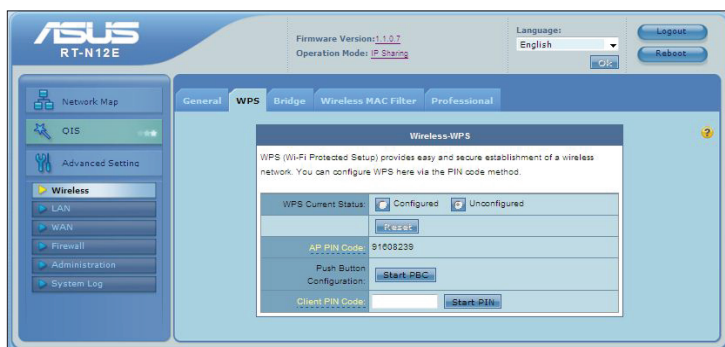 ASUS
RT-N12E
Firmware Version:1.1.0.7
Operation Mode: IP Sharing
Language:
English
OK
Logout
Reboot
Network Map
QIS
Advanced Setting
Wireless
LAN
WAN
Firewall
Administration
System Log
General WPS Bridge Wireless MAC Filter Professional
Wireless-WPS
WPS (Wi-Fi Protected Setup) provides easy and secure establishment of a wireless
network. You can configure WPS here via the PIN code method.
WPS Current Status: Configured Unconfigured
Reset
AP PIN Code: 91608239
Push Button
Configuration: Start PBC
Client PIN Code: Start PIN
?